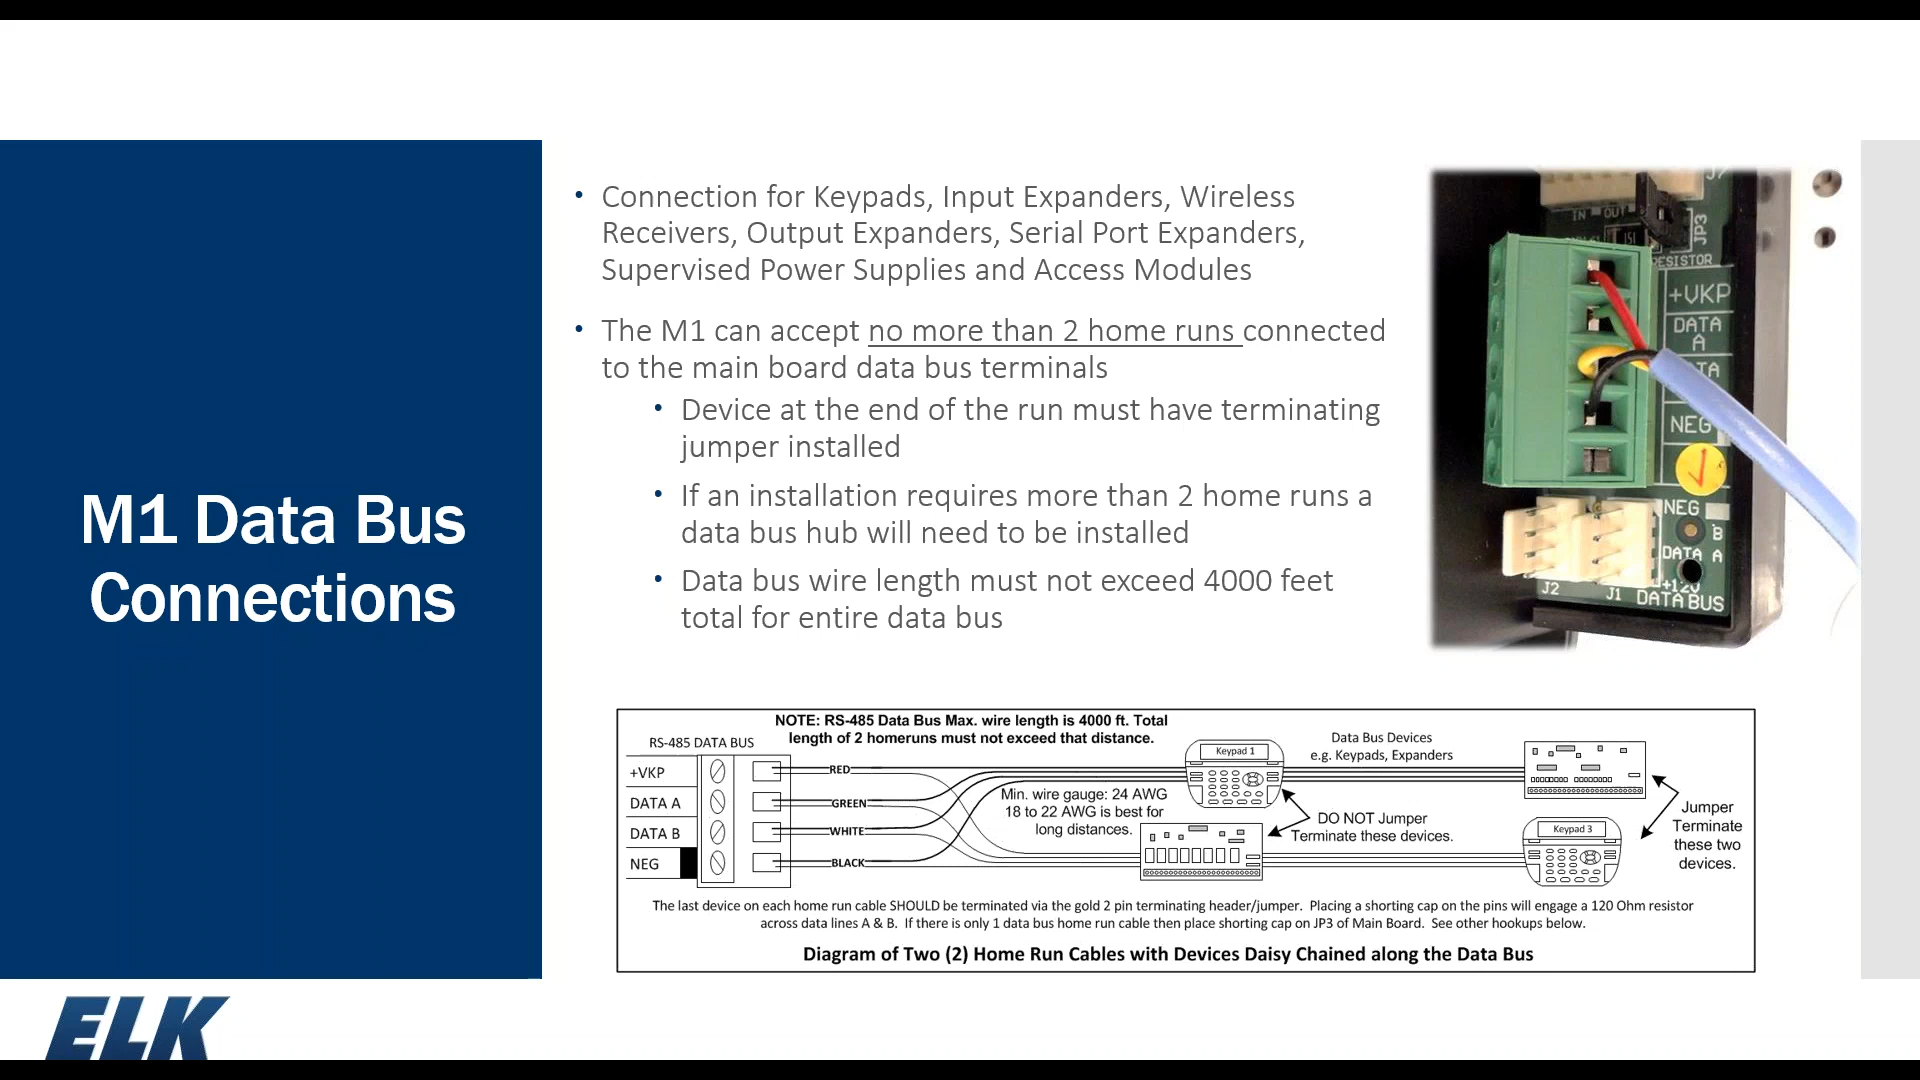 M1 Data Bus
Connections
• Connection for Keypads, Input Expanders, Wireless
Receivers, Output Expanders, Serial Port Expanders,
Supervised Power Supplies and Access Modules
• The M1 can accept no more than 2 home runs connected
to the main board data bus terminals
• Device at the end of the run must have terminating
jumper installed
• If an installation requires more than 2 home runs a
data bus hub will need to be installed
• Data bus wire length must not exceed 4000 feet
total for entire data bus
IN OUT
JP3
RESISTOR
+VKP
DATA
A
NEG
NEG
B
DATA A
+12V
J2 J1 DATA BUS
NOTE: RS-485 Data Bus Max. wire length is 4000 ft. Total
length of 2 homeruns must not exceed that distance.
RS-485 DATA BUS
+VKP
DATA A
DATA B
NEG
RED
GREEN
WHITE
BLACK
Min. wire gauge: 24 AWG
18 to 22 AWG is best for
long distances.
Keypad 1
Data Bus Devices
e.g. Keypads, Expanders
DO NOT Jumper
Terminate these devices.
Keypad 3
Jumper
Terminate
these two
devices.
The last device on each home run cable SHOULD be terminated via the gold 2 pin terminating header/jumper. Placing a shorting cap on the pins will engage a 120 Ohm resistor
across data lines A & B. If there is only 1 data bus home run cable then place shorting cap on JP3 of Main Board. See other hookups below.
Diagram of Two (2) Home Run Cables with Devices Daisy Chained along the Data Bus
ELK